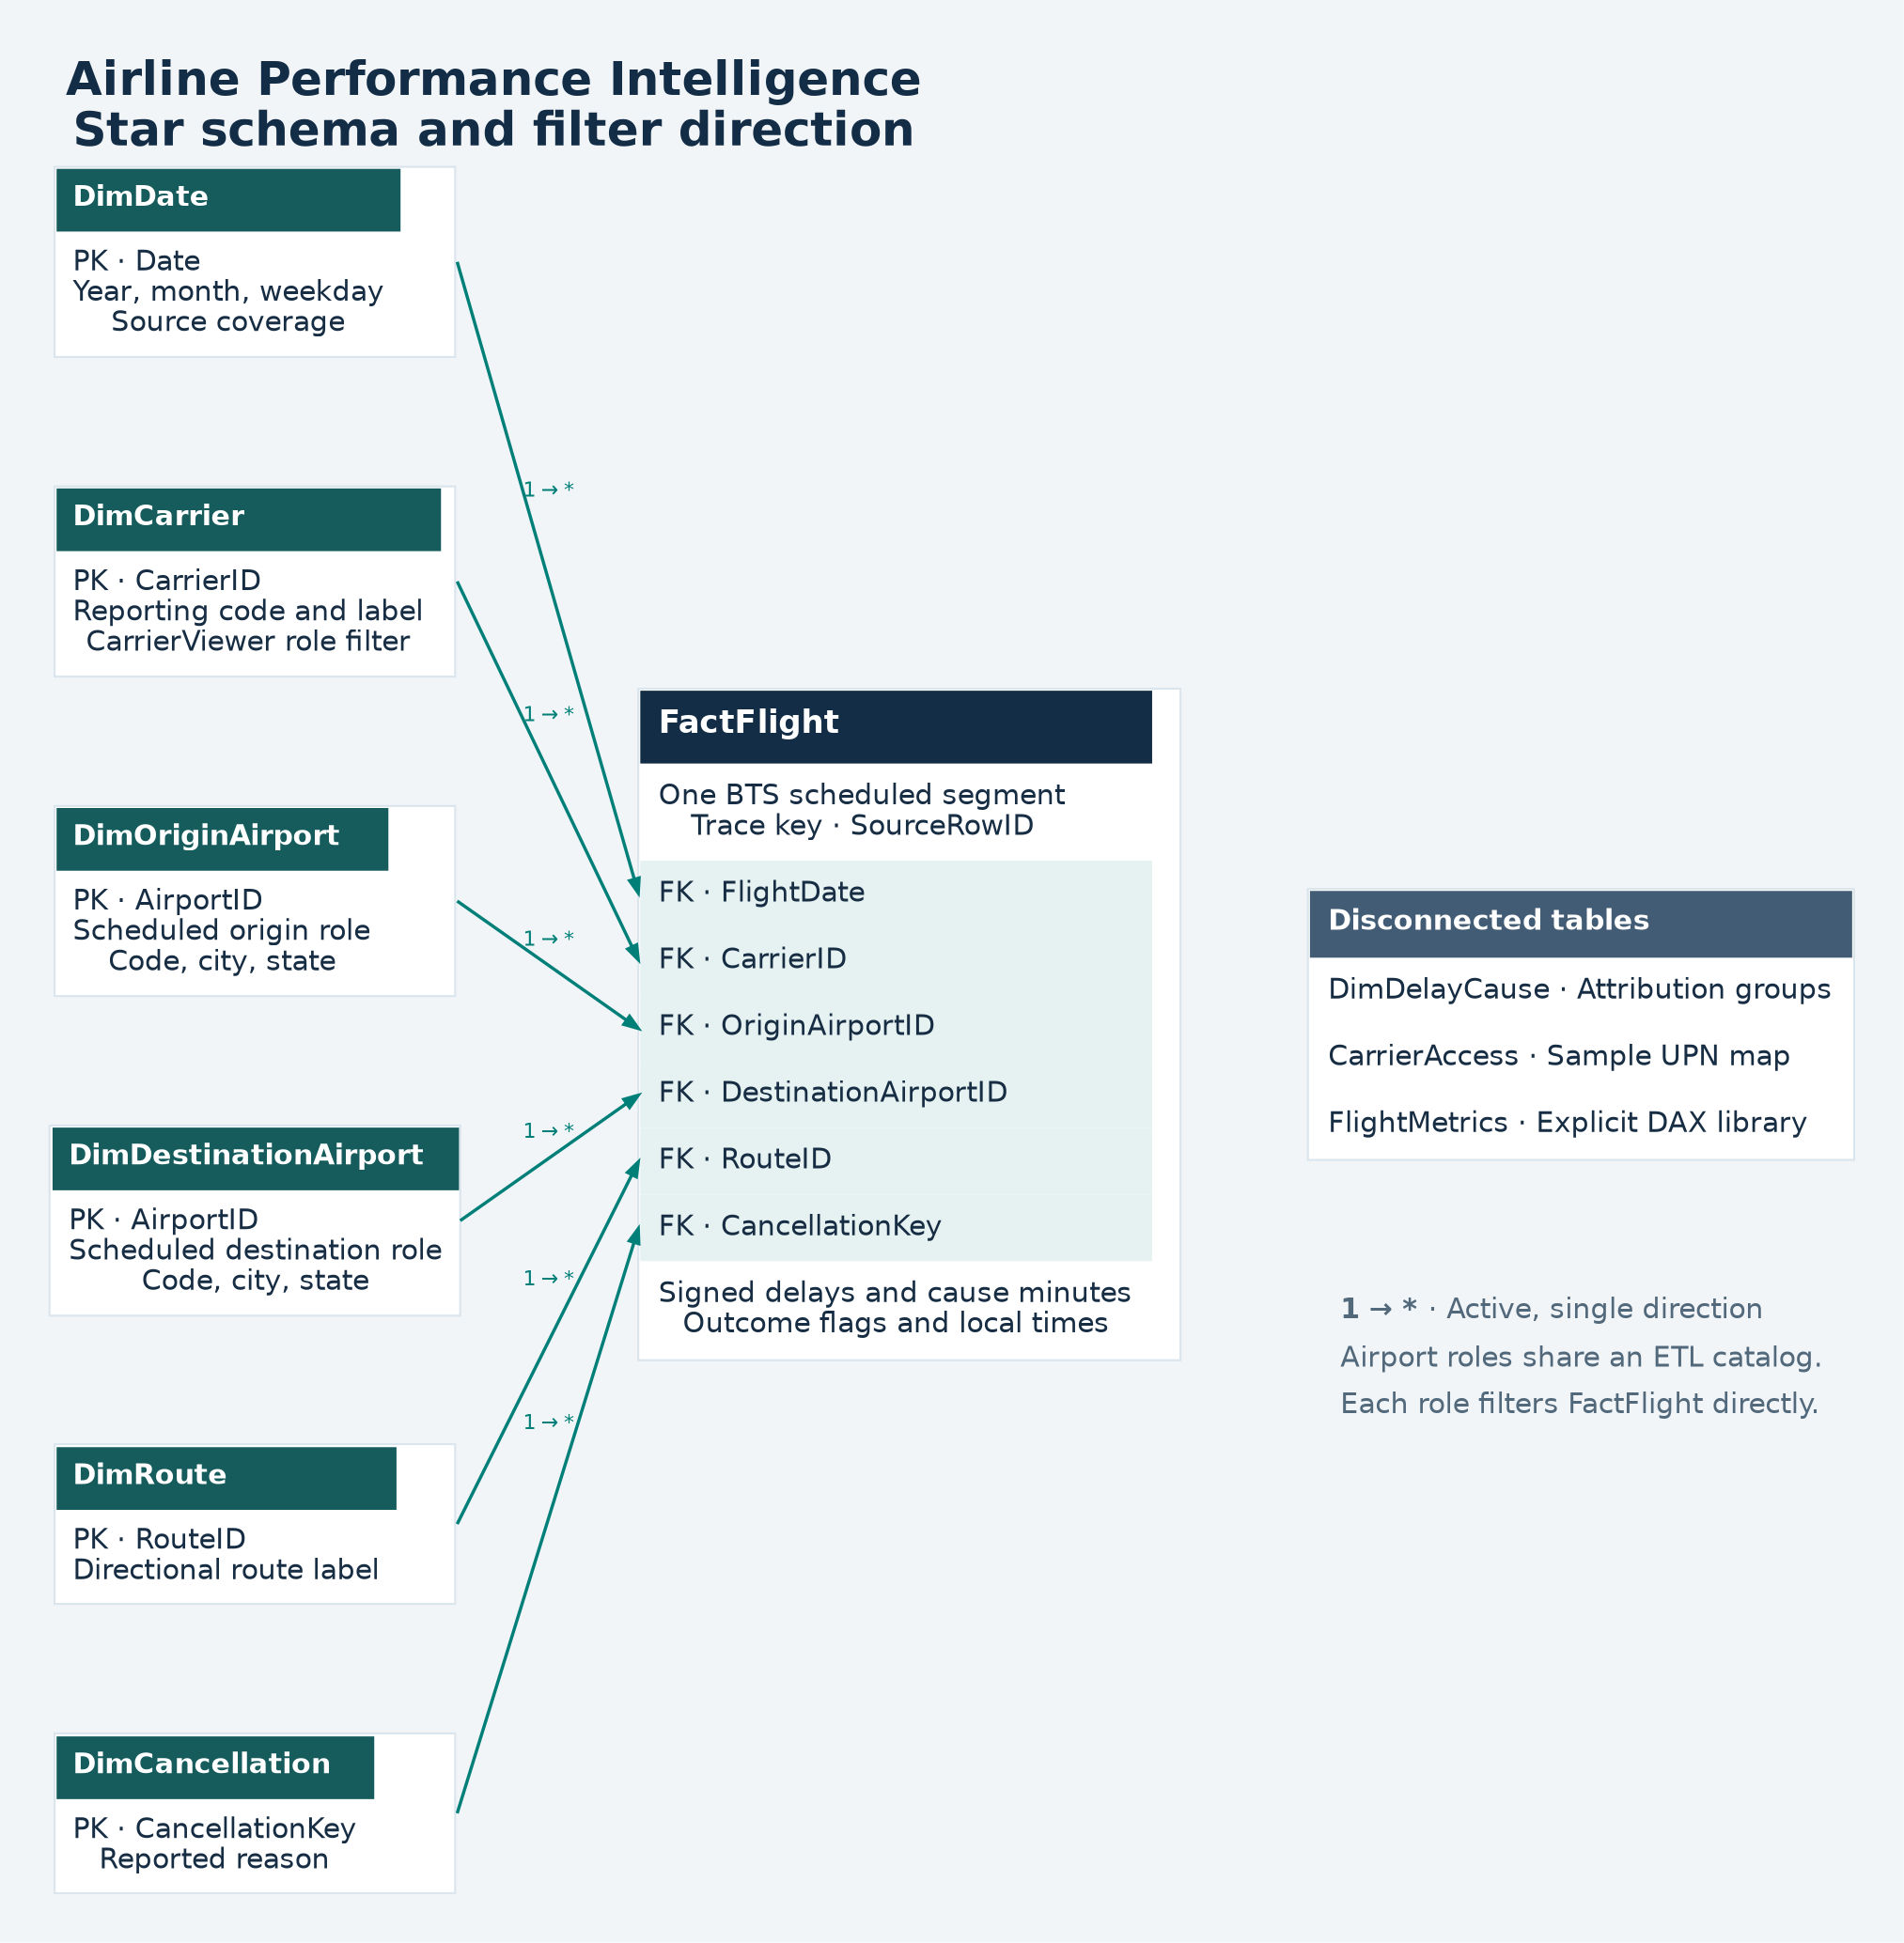 Airline Performance Intelligence
Star schema and filter direction
DimDate
PK · Date
Year, month, weekday
Source coverage
DimCarrier
PK · CarrierID
Reporting code and label
CarrierViewer role filter
DimOriginAirport
PK · AirportID
Scheduled origin role
Code, city, state
DimDestinationAirport
PK · AirportID
Scheduled destination role
Code, city, state
DimRoute
PK · RouteID
Directional route label
DimCancellation
PK · CancellationKey
Reported reason
1 → *
1 → *
1 → *
1 → *
1 → *
1 → *
FactFlight
One BTS scheduled segment
Trace key · SourceRowID
FK · FlightDate
FK · CarrierID
FK · OriginAirportID
FK · DestinationAirportID
FK · RouteID
FK · CancellationKey
Signed delays and cause minutes
Outcome flags and local times
Disconnected tables
DimDelayCause · Attribution groups
CarrierAccess · Sample UPN map
FlightMetrics · Explicit DAX library
1 → * · Active, single direction
Airport roles share an ETL catalog.
Each role filters FactFlight directly.